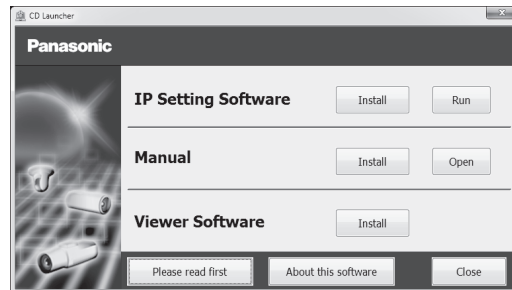 CD Launcher
Panasonic
IP Setting Software Install Run
Manual Install Open
Viewer Software Install
Please read first About this software Close